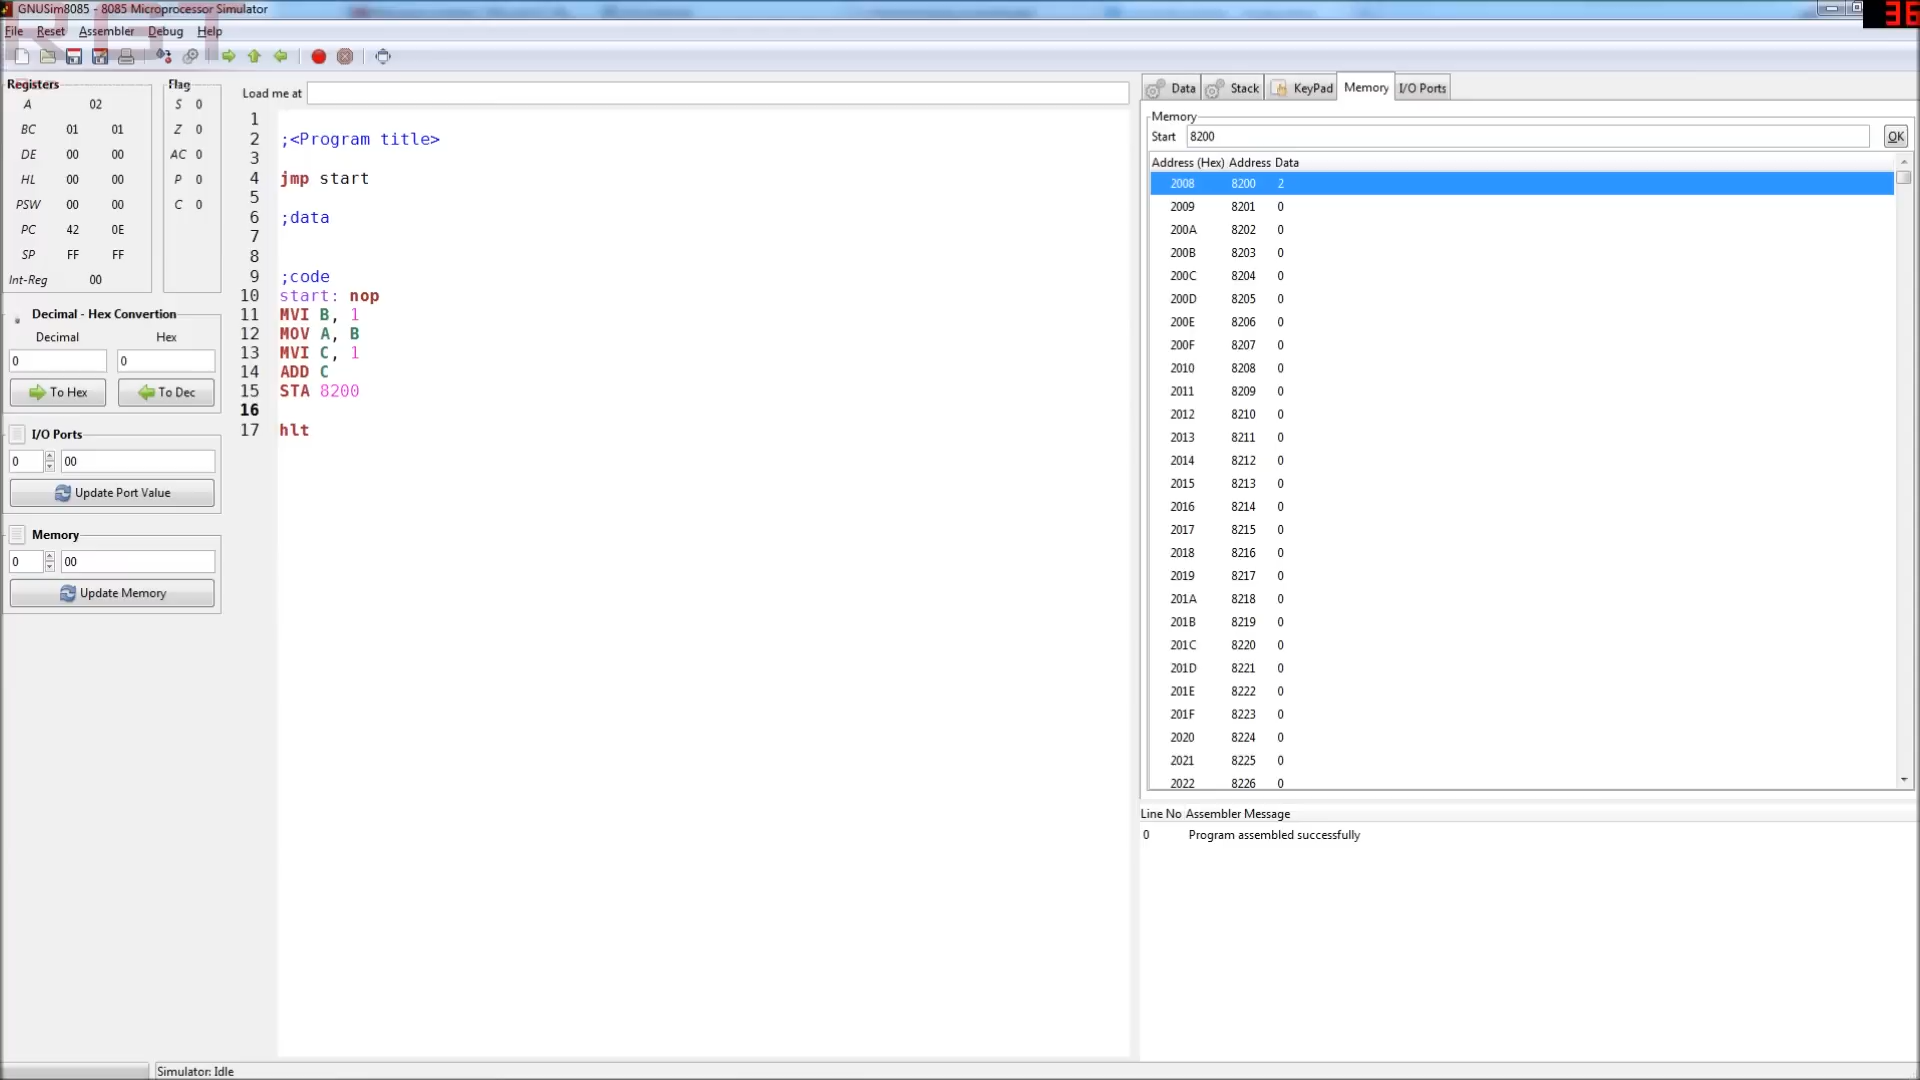 GNUSim8085 - 8085 Microprocessor Simulator
36
File Reset Assembler Debug Help
Registers
A 02
BC 01 01
DE 00 00
HL 00 00
PSW 00 00
PC 42 0E
SP FF FF
Int-Reg 00
Flag
S 0
Z 0
AC 0
P 0
C 0
Decimal - Hex Convertion
Decimal Hex
0 0
To Hex To Dec
I/O Ports
0 00
Update Port Value
Memory
0 00
Update Memory
Load me at
1
2 ;<Program title>
3
4 jmp start
5
6 ;data
7
8
9 ;code
10 start: nop
11 MVI B, 1
12 MOV A, B
13 MVI C, 1
14 ADD C
15 STA 8200
16
17 hlt
Data Stack KeyPad Memory I/O Ports
Memory
Start 8200 OK
Address (Hex) Address Data
2008 8200 2
2009 8201 0
200A 8202 0
200B 8203 0
200C 8204 0
200D 8205 0
200E 8206 0
200F 8207 0
2010 8208 0
2011 8209 0
2012 8210 0
2013 8211 0
2014 8212 0
2015 8213 0
2016 8214 0
2017 8215 0
2018 8216 0
2019 8217 0
201A 8218 0
201B 8219 0
201C 8220 0
201D 8221 0
201E 8222 0
201F 8223 0
2020 8224 0
2021 8225 0
2022 8226 0
Line No Assembler Message
0 Program assembled successfully
Simulator: Idle